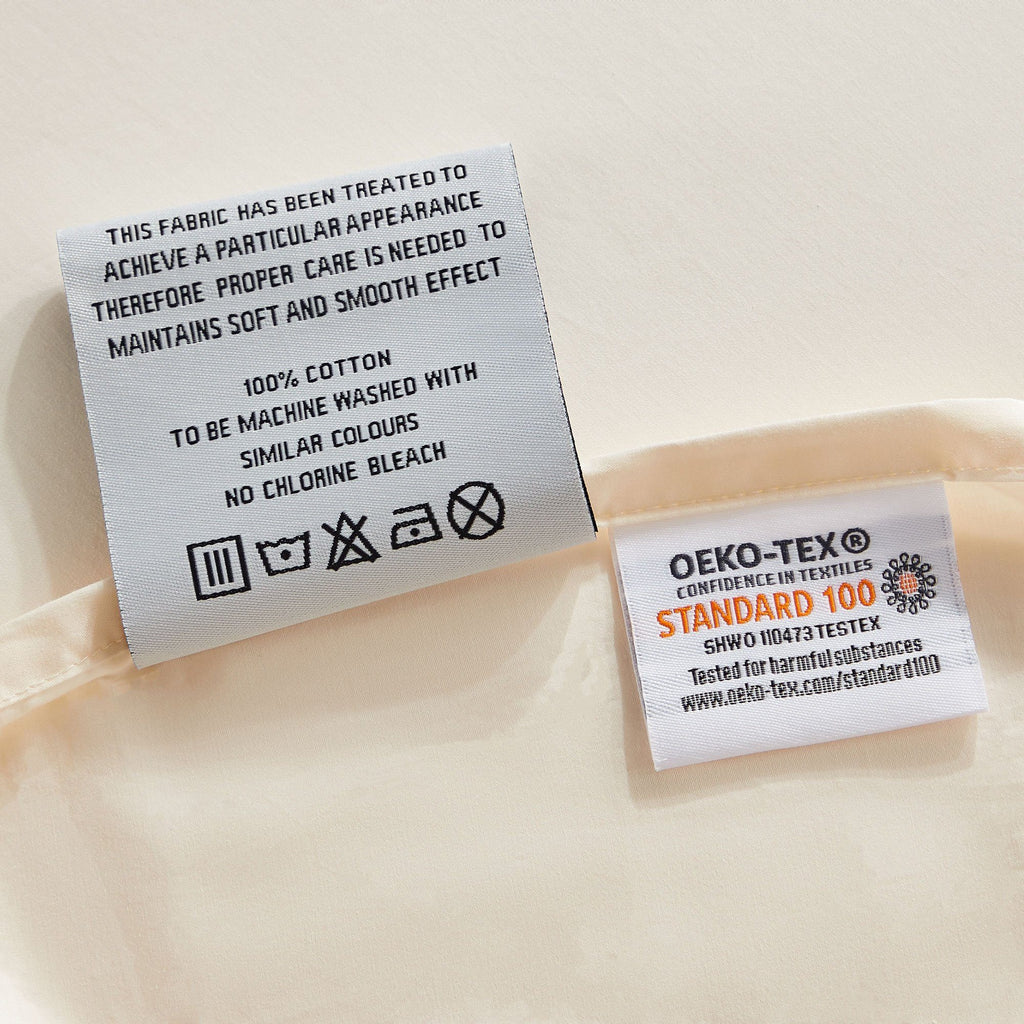 THIS FABRIC HAS BEEN TREATED TO
ACHIEVE A PARTICULAR APPEARANCE
THEREFORE PROPER CARE IS NEEDED TO
MAINTAINS SOFT AND SMOOTH EFFECT
100% COTTON
TO BE MACHINE WASHED WITH
SIMILAR COLOURS
NO CHLORINE BLEACH
OEKO-TEX®
CONFIDENCE IN TEXTILES
STANDARD 100
SHWO 110473 TESTEX
Tested for harmful substances
www.oeko-tex.com/standard100